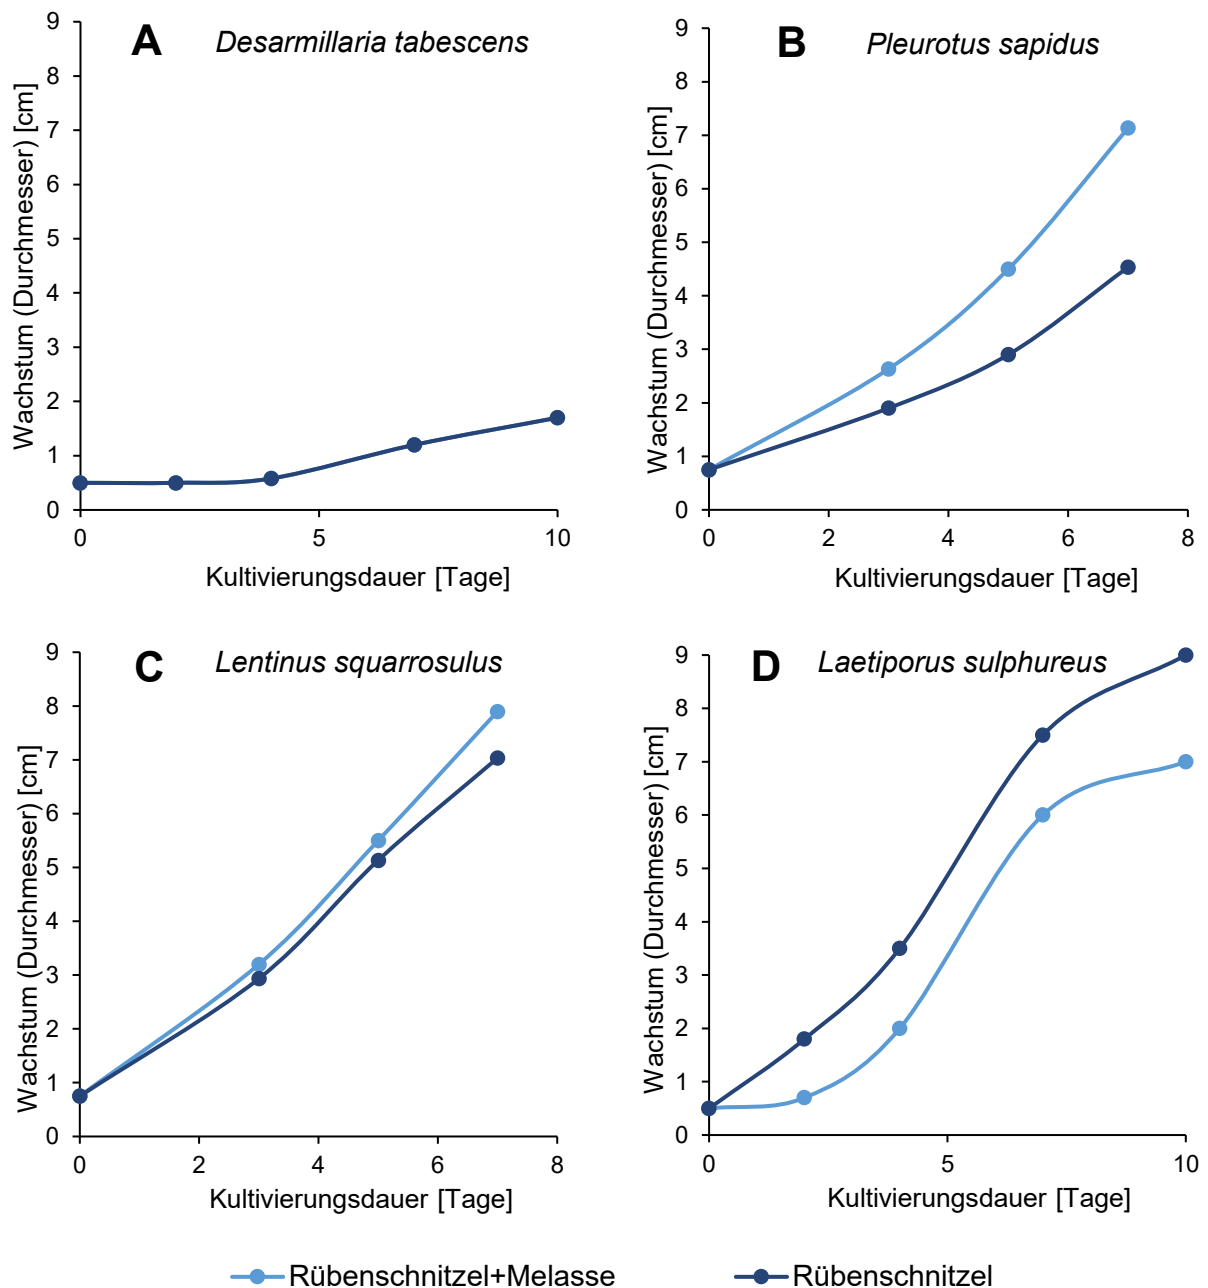 A Desarmillaria tabescens
Wachstum (Durchmesser) [cm]
9
8
7
6
5
4
3
2
1
0
0 5 10
Kultivierungsdauer [Tage]
B Pleurotus sapidus
Wachstum (Durchmesser) [cm]
9
8
7
6
5
4
3
2
1
0
0 2 4 6 8
Kultivierungsdauer [Tage]
C Lentinus squarrosulus
Wachstum (Durchmesser) [cm]
9
8
7
6
5
4
3
2
1
0
0 2 4 6 8
Kultivierungsdauer [Tage]
D Laetiporus sulphureus
Wachstum (Durchmesser) [cm]
9
8
7
6
5
4
3
2
1
0
0 5 10
Kultivierungsdauer [Tage]
Rübenschnitzel+Melasse Rübenschnitzel